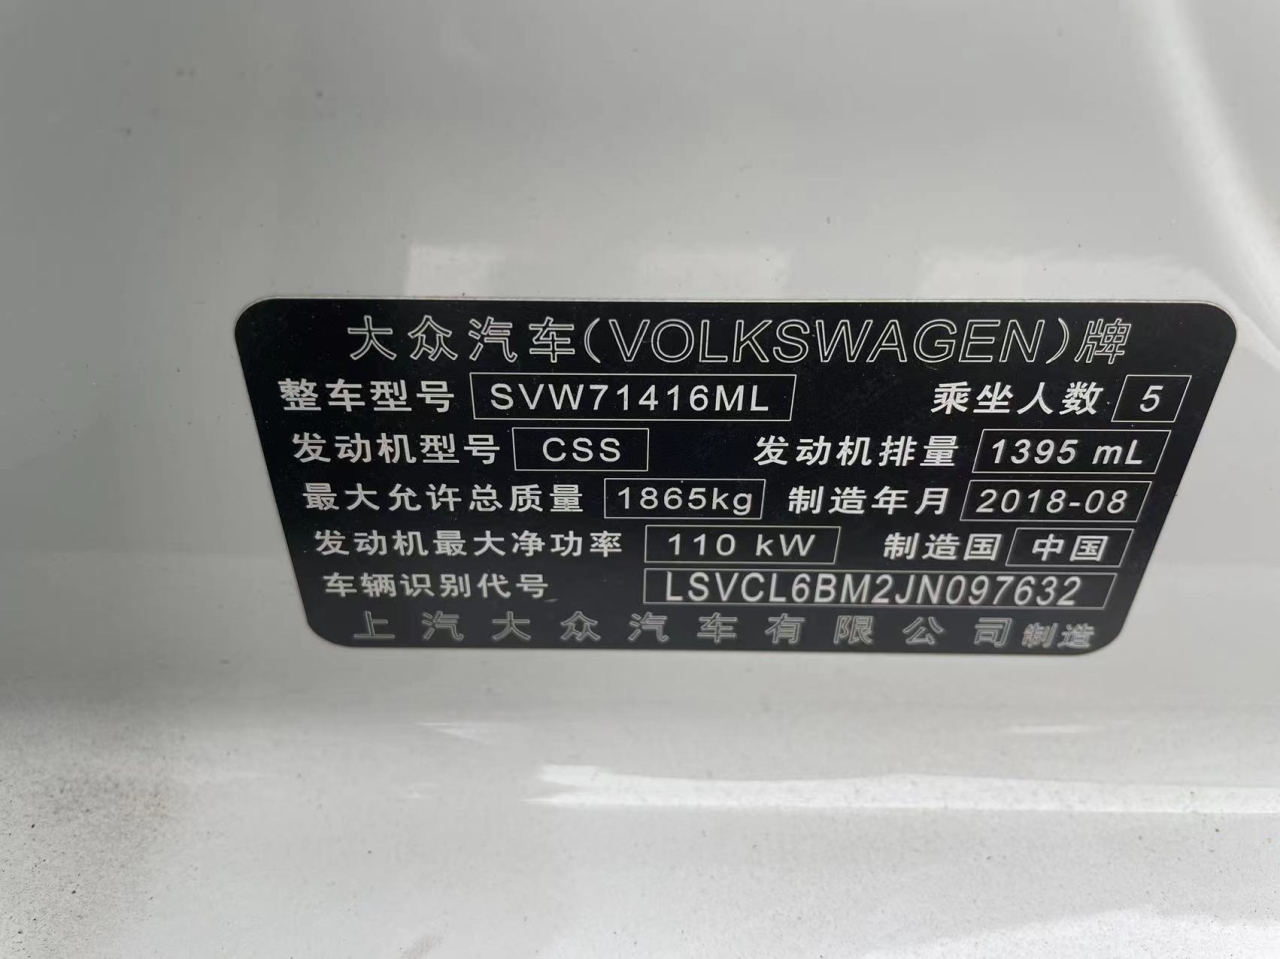 大众汽车(VOLKSWAGEN)牌
整车型号 SVW71416ML 乘坐人数 5
发动机型号 CSS 发动机排量 1395 mL
最大允许总质量 1865kg 制造年月 2018-08
发动机最大净功率 110 kW 制造国 中国
车辆识别代号 LSVCL6BM2JN097632
上汽大众汽车有限公司制造